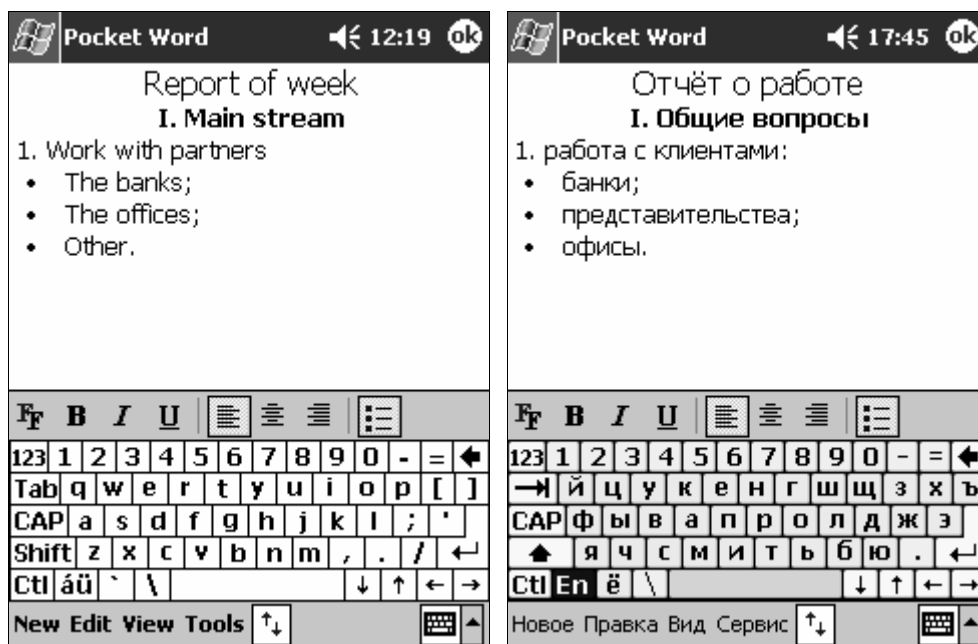 Pocket Word 12:19 ok
Report of week
I. Main stream
1. Work with partners
• The banks;
• The offices;
• Other.
FF B I U
123 1 2 3 4 5 6 7 8 9 0 - =
Tab q w e r t y u i o p [ ]
CAP a s d f g h j k l ; '
Shift z x c v b n m , . /
Ctl áü ` \
New Edit View Tools
Pocket Word 17:45 ok
Отчёт о работе
I. Общие вопросы
1. работа с клиентами:
• банки;
• представительства;
• офисы.
FF B I U
123 1 2 3 4 5 6 7 8 9 0 - =
й ц у к е н г ш щ з х ъ
CAP ф ы в а п р о л д ж э
я ч с м и т ь б ю .
Ctl En ё \
Новое Правка Вид Сервис